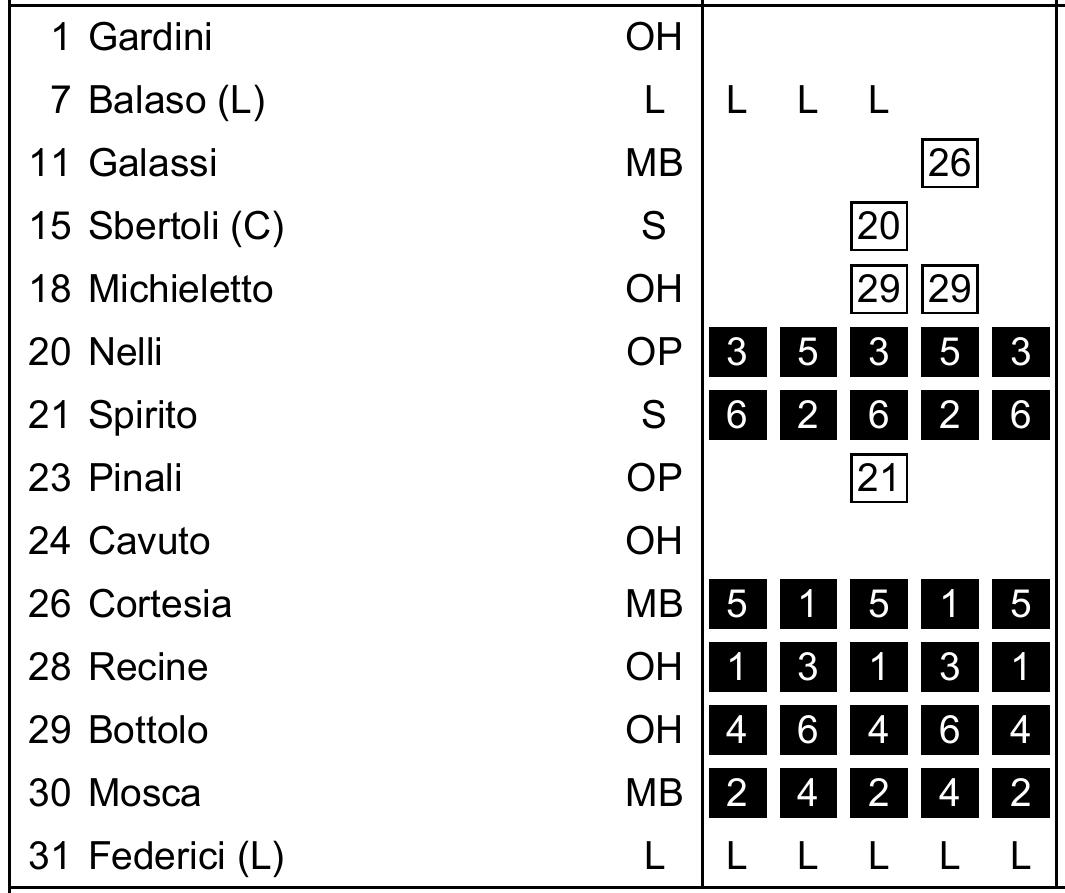 1 Gardini OH
7 Balaso (L) L L L L
11 Galassi MB 26
15 Sbertoli (C) S 20
18 Michieletto OH 29 29
20 Nelli OP 3 5 3 5 3
21 Spirito S 6 2 6 2 6
23 Pinali OP 21
24 Cavuto OH
26 Cortesia MB 5 1 5 1 5
28 Recine OH 1 3 1 3 1
29 Bottolo OH 4 6 4 6 4
30 Mosca MB 2 4 2 4 2
31 Federici (L) L L L L L L